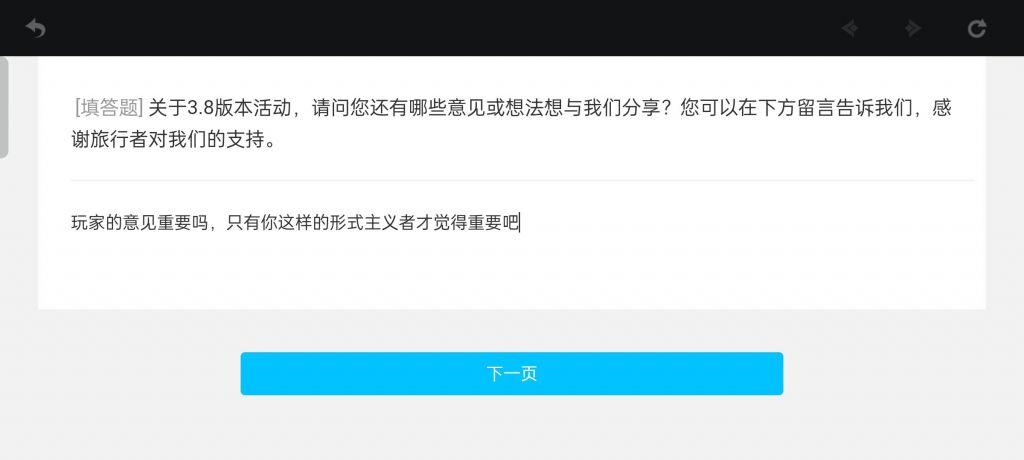 [填答题] 关于3.8版本活动，请问您还有哪些意见或想法想与我们分享？您可以在下方留言告诉我们，感
谢旅行者对我们的支持。
玩家的意见重要吗，只有你这样的形式主义者才觉得重要吧
下一页